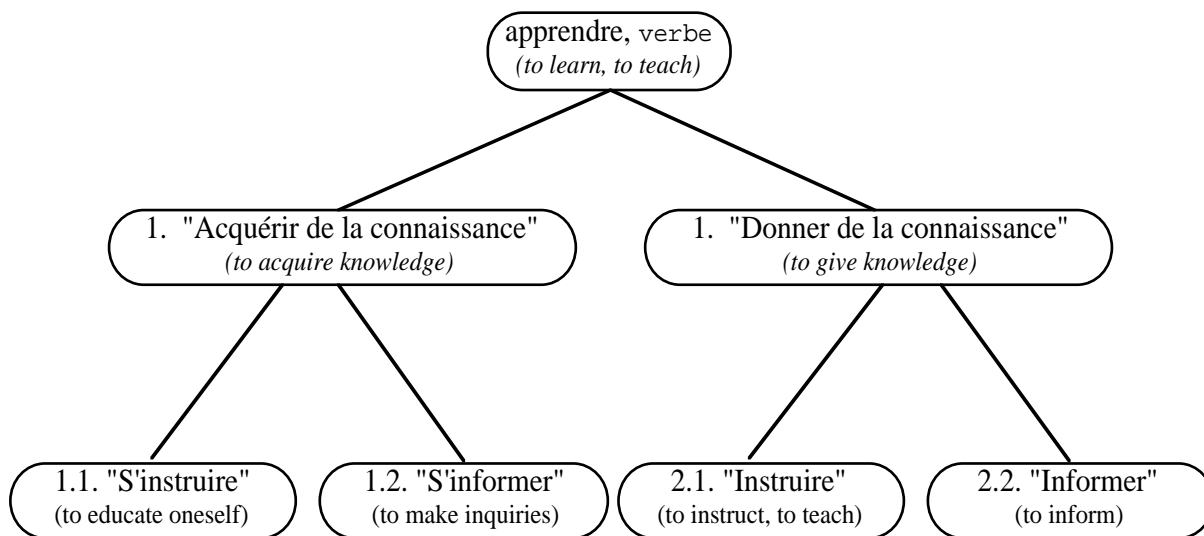 apprendre, verbe
(to learn, to teach)
1. "Acquérir de la connaissance"
(to acquire knowledge)
1. "Donner de la connaissance"
(to give knowledge)
1.1. "S'instruire"
(to educate oneself)
1.2. "S'informer"
(to make inquiries)
2.1. "Instruire"
(to instruct, to teach)
2.2. "Informer"
(to inform)